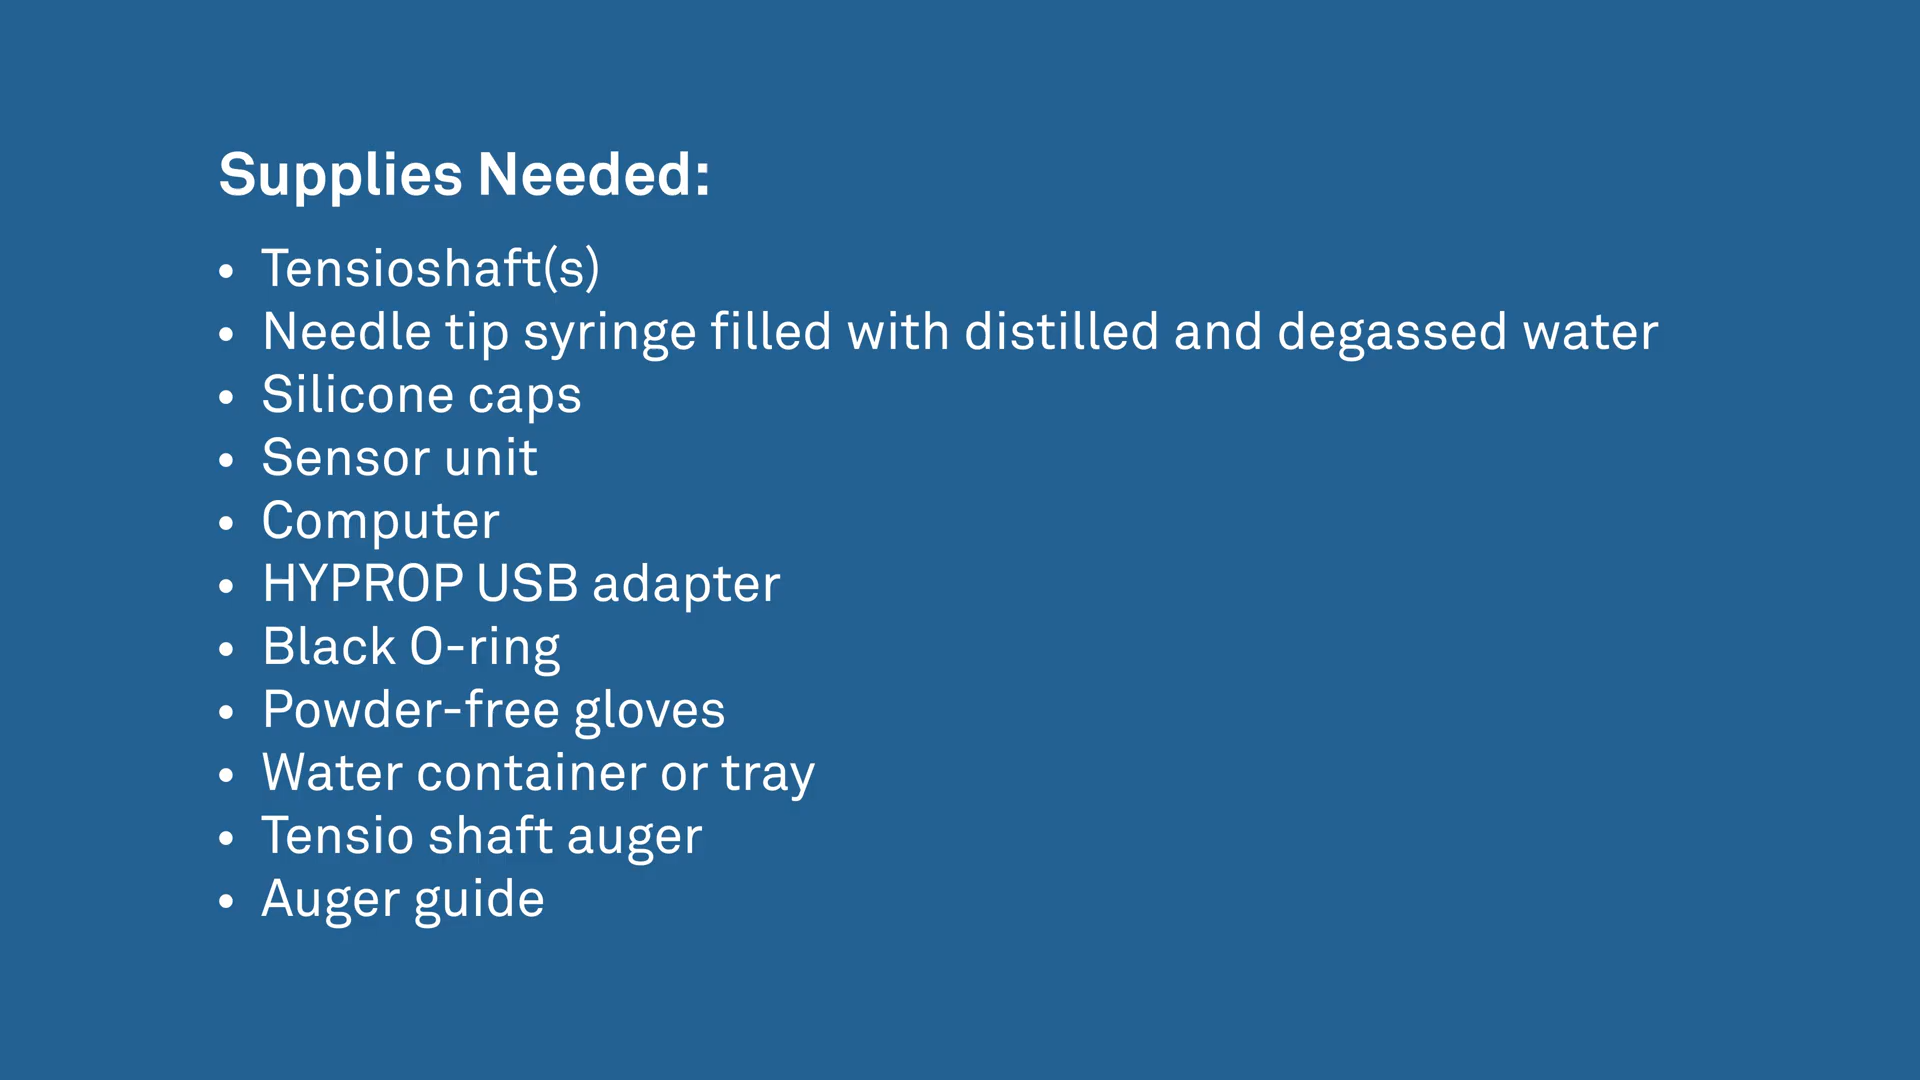 Supplies Needed:
• Tensioshaft(s)
• Needle tip syringe filled with distilled and degassed water
• Silicone caps
• Sensor unit
• Computer
• HYPROP USB adapter
• Black O-ring
• Powder-free gloves
• Water container or tray
• Tensio shaft auger
• Auger guide